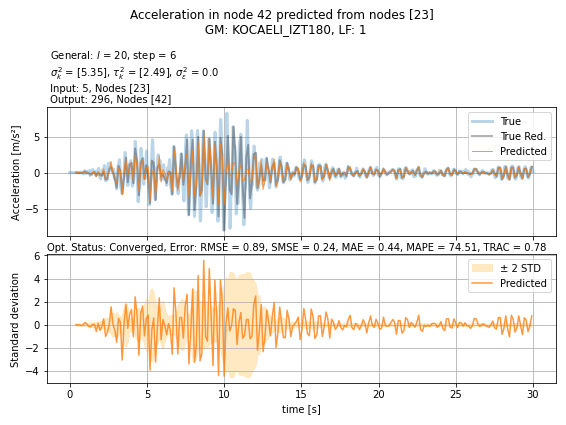 Acceleration in node 42 predicted from nodes [23]
GM: KOCAELI_IZT180, LF: 1
General: l = 20, step = 6
σ²ₖ = [5.35], τ²ₖ = [2.49], σ²ε = 0.0
Input: 5, Nodes [23]
Output: 296, Nodes [42]
True
True Red.
Predicted
Acceleration [m/s²]
5
0
−5
Opt. Status: Converged, Error: RMSE = 0.89, SMSE = 0.24, MAE = 0.44, MAPE = 74.51, TRAC = 0.78
± 2 STD
Predicted
Standard deviation
6
4
2
0
−2
−4
0 5 10 15 20 25 30
time [s]